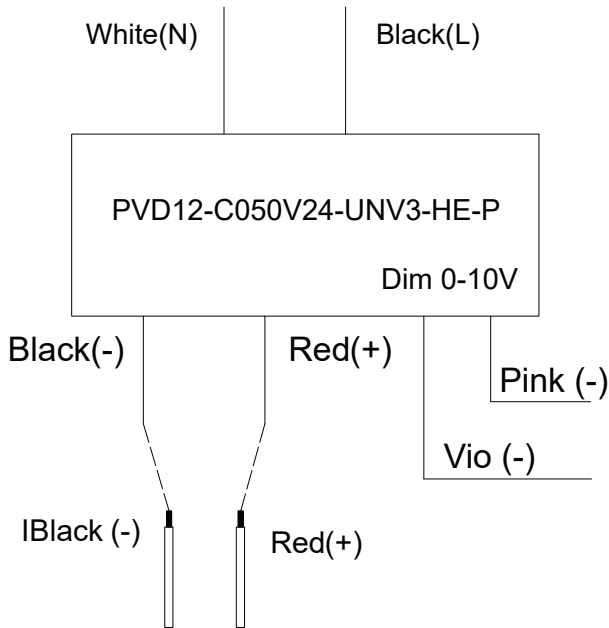 White(N)
Black(L)
PVD12-C050V24-UNV3-HE-P
Dim 0-10V
Black(-)
Red(+)
Pink (-)
Vio (-)
IBlack (-)
Red(+)